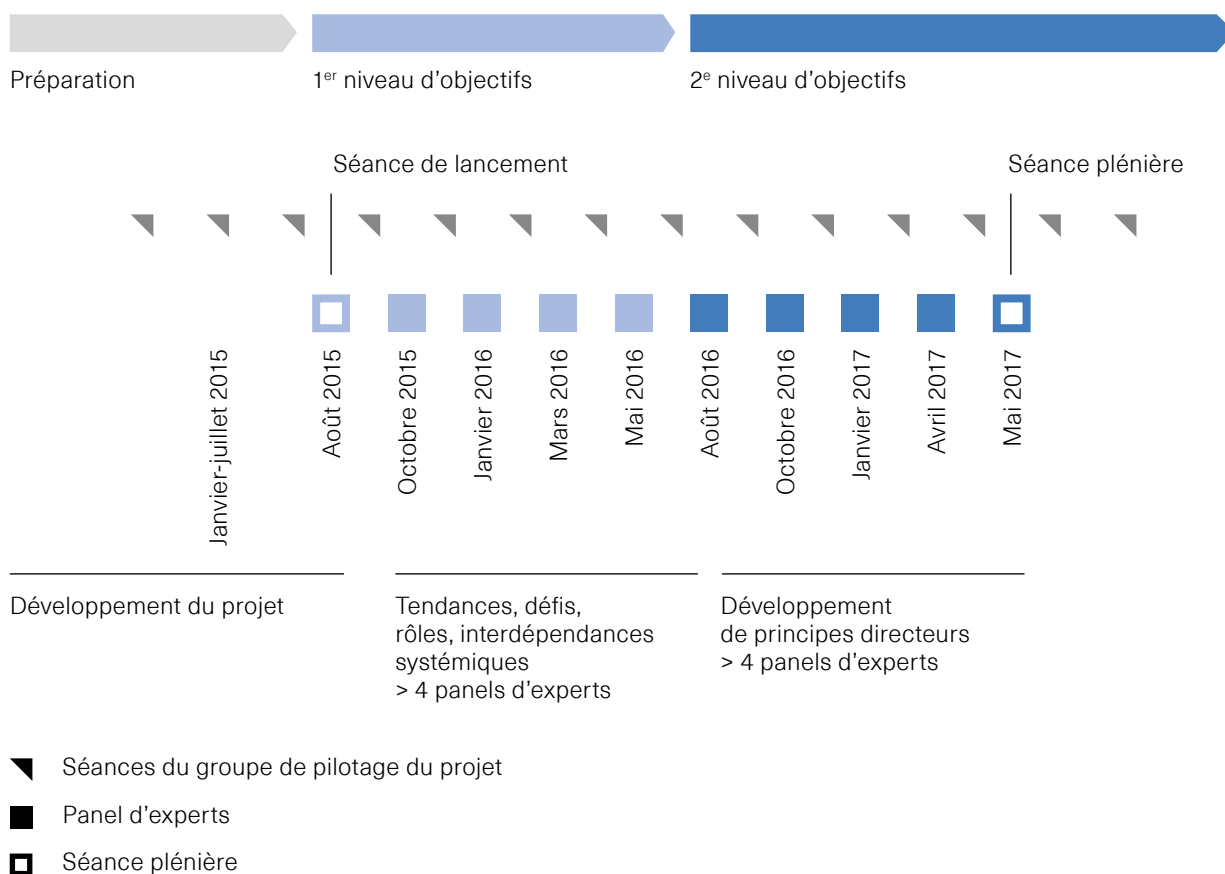 Préparation
1er niveau d’objectifs
2e niveau d’objectifs
Séance de lancement
Séance plénière
Janvier-juillet 2015
Août 2015
Octobre 2015
Janvier 2016
Mars 2016
Mai 2016
Août 2016
Octobre 2016
Janvier 2017
Avril 2017
Mai 2017
Développement du projet
Tendances, défis,
rôles, interdépendances
systémiques
> 4 panels d’experts
Développement
de principes directeurs
> 4 panels d’experts
Séances du groupe de pilotage du projet
Panel d’experts
Séance plénière